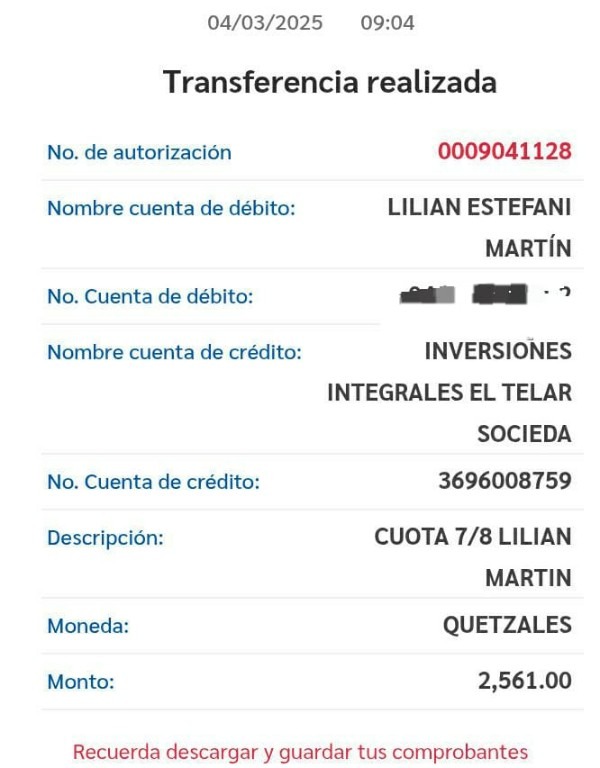 04/03/2025 09:04
Transferencia realizada
No. de autorización 0009041128
Nombre cuenta de débito: LILIAN ESTEFANI
MARTÍN
No. Cuenta de débito:
Nombre cuenta de crédito: INVERSIONES
INTEGRALES EL TELAR
SOCIEDA
No. Cuenta de crédito: 3696008759
Descripción: CUOTA 7/8 LILIAN
MARTIN
Moneda: QUETZALES
Monto: 2,561.00
Recuerda descargar y guardar tus comprobantes